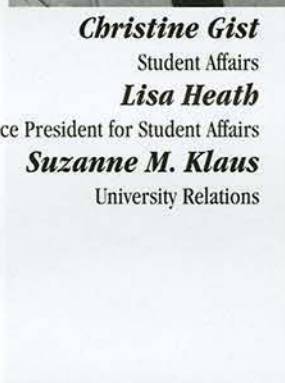 Christine Gist
Student Affairs
Lisa Heath
ce President for Student Affairs
Suzanne M. Klaus
University Relations